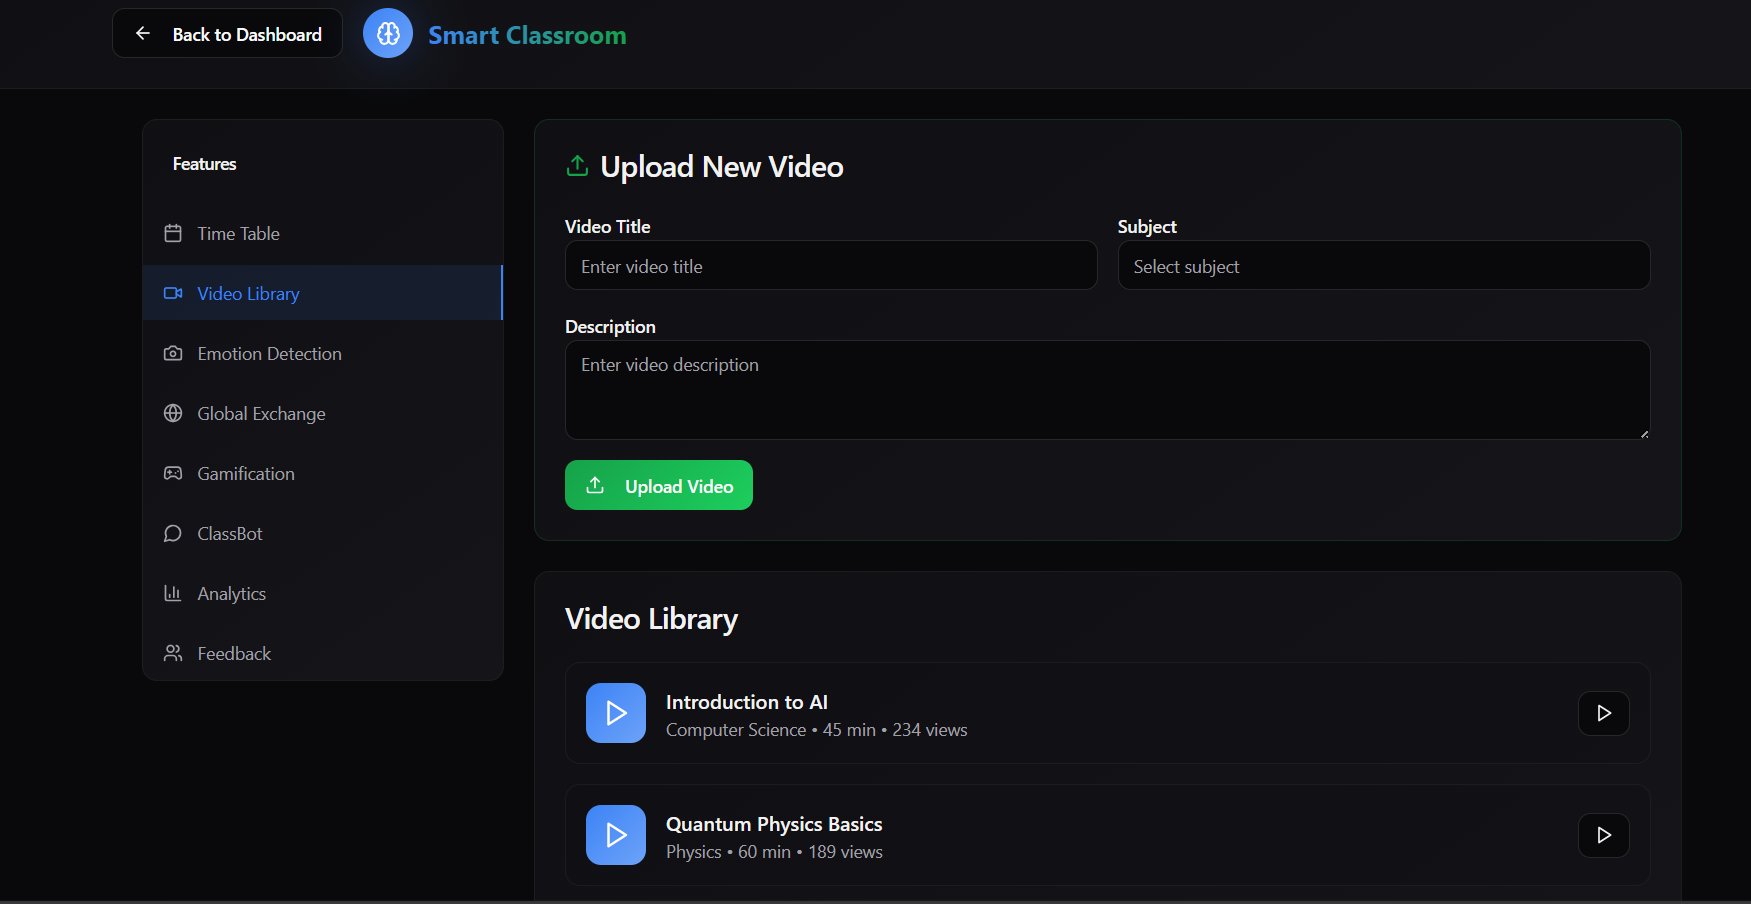 Back to Dashboard
Smart Classroom
Features
Time Table
Video Library
Emotion Detection
Global Exchange
Gamification
ClassBot
Analytics
Feedback
Upload New Video
Video Title
Subject
Enter video title
Select subject
Description
Enter video description
Upload Video
Video Library
Introduction to AI
Computer Science • 45 min • 234 views
Quantum Physics Basics
Physics • 60 min • 189 views